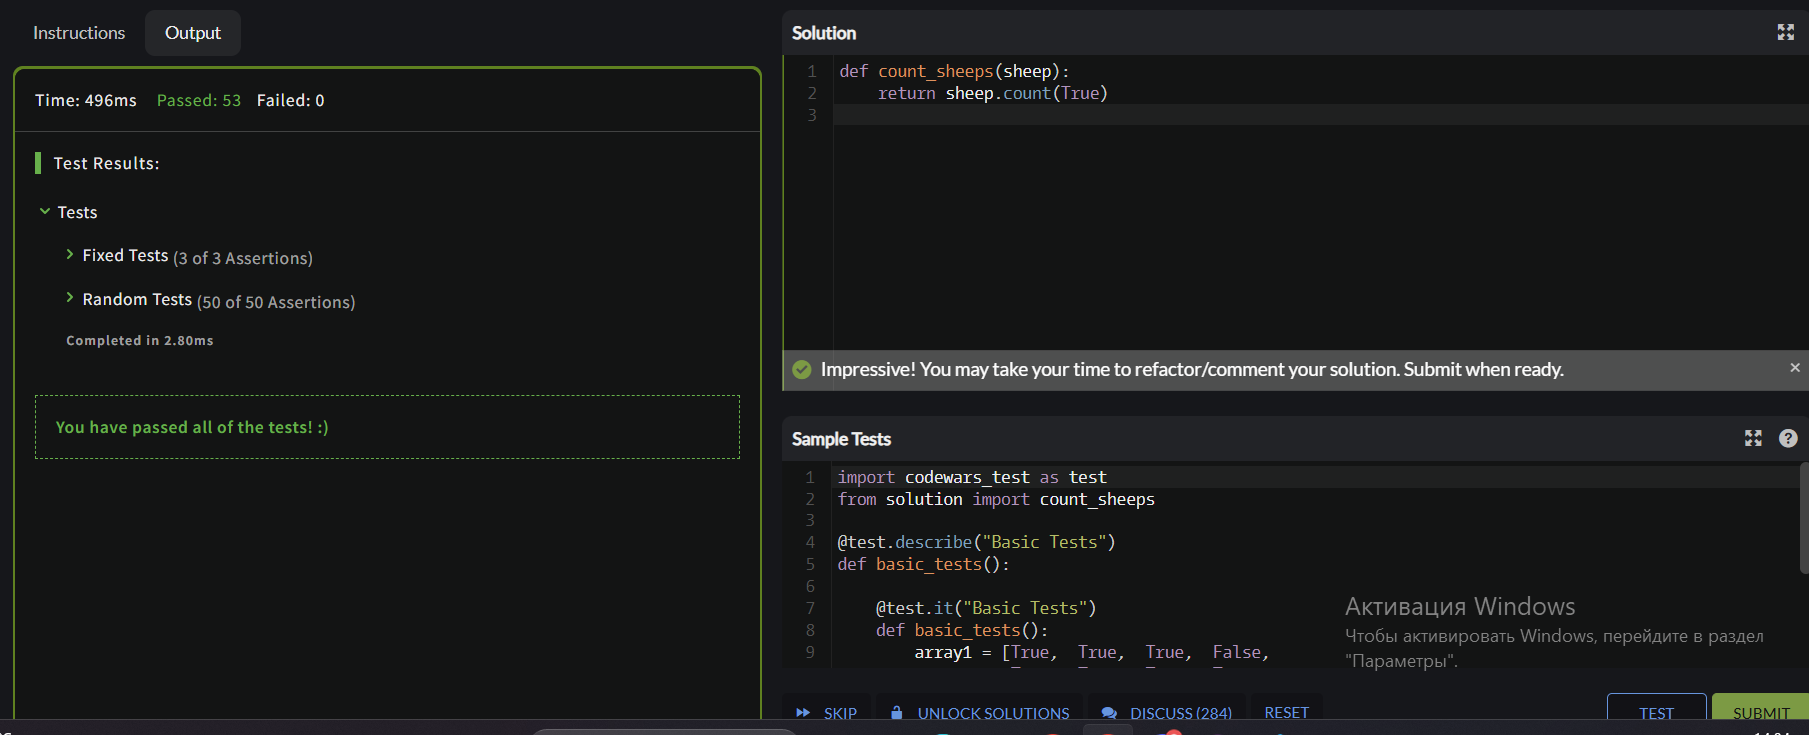 Instructions
Output
Time: 496ms Passed: 53 Failed: 0
Test Results:
Tests
Fixed Tests (3 of 3 Assertions)
Random Tests (50 of 50 Assertions)
Completed in 2.80ms
You have passed all of the tests! :)
Solution
1 def count_sheeps(sheep):
2     return sheep.count(True)
3
Impressive! You may take your time to refactor/comment your solution. Submit when ready.
Sample Tests
1 import codewars_test as test
2 from solution import count_sheeps
3
4 @test.describe("Basic Tests")
5 def basic_tests():
6
7     @test.it("Basic Tests")
8     def basic_tests():
9         array1 = [True,  True,  True,  False,
Активация Windows
Чтобы активировать Windows, перейдите в раздел
"Параметры".
SKIP
UNLOCK SOLUTIONS
DISCUSS (284)
RESET
TEST
SUBMIT